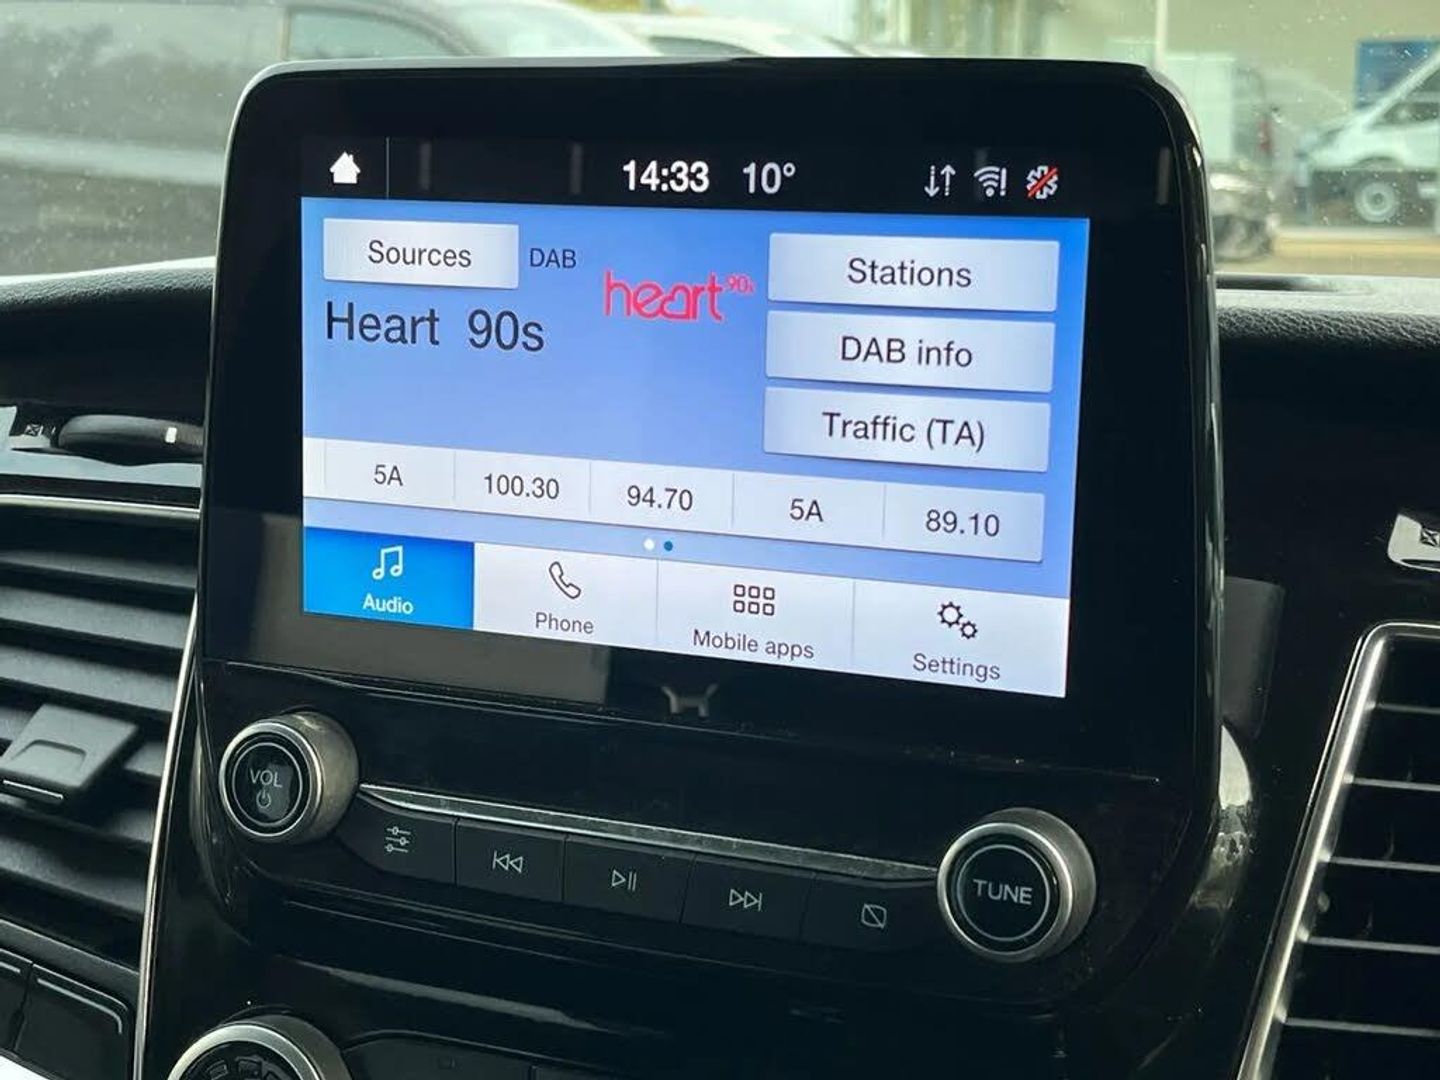 14:33 10°
Sources DAB
heart 90s
Stations
Heart 90s
DAB info
Traffic (TA)
5A 100.30 94.70 5A 89.10
Audio Phone Mobile apps Settings
VOL
TUNE